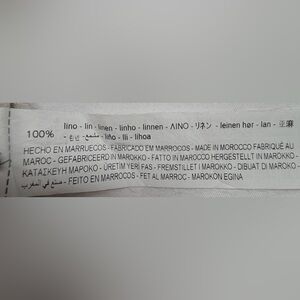 lino - lin - linen - linho - linnen - ΛΙΝΟ - リネン - leinen hør - lan - 亚麻
100%
- liño - lli - lihoa
HECHO EN MARRUECOS - FABRICADO EM MARROCOS - MADE IN MOROCCO FABRIQUÉ AU
MAROC - GEFABRICEERD IN MAROKKO - FATTO IN MAROCCO HERGESTELLT IN MAROKKO -
ΚΑΤΑΣΚΕΥΗ ΜΑΡΟΚΟ - ÜRETIM YERI FAS - FREMSTILLET I MAROKKO - DIBUAT DI MAROKO -
صنع في المغرب - FEITO EN MARROCOS - FET AL MARROC - MAROKON EGINA